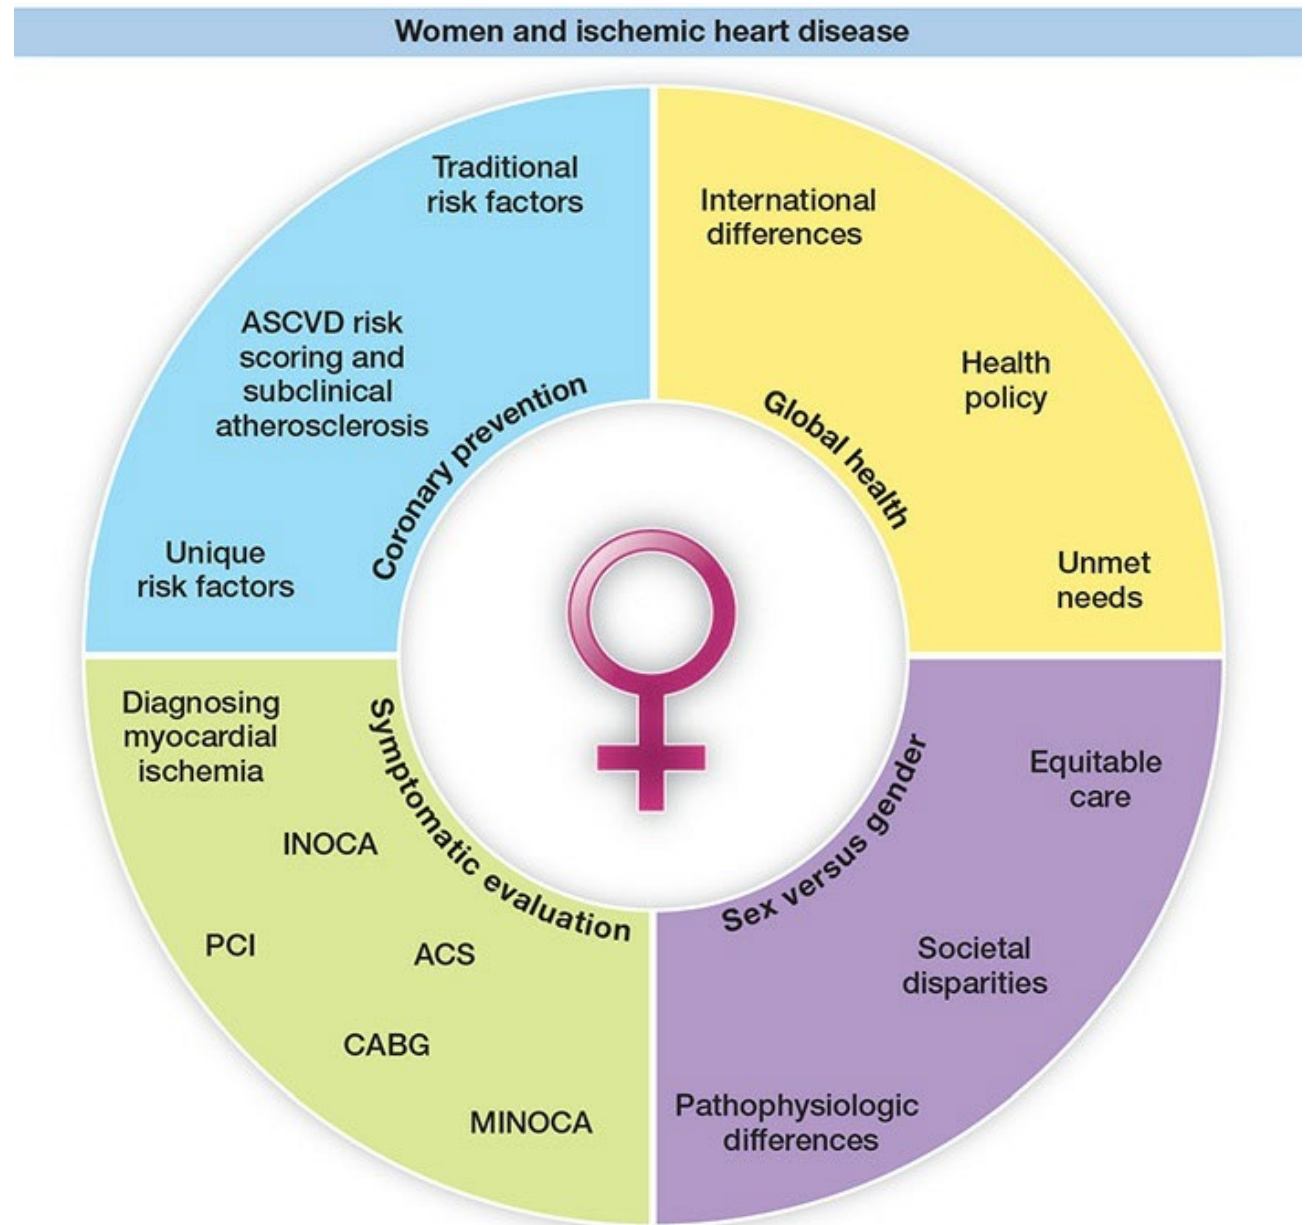 Women and ischemic heart disease
Traditional
risk factors
ASCVD risk
scoring and
subclinical
atherosclerosis
Unique
risk factors
Coronary prevention
International
differences
Health
policy
Unmet
needs
Global health
Diagnosing
myocardial
ischemia
INOCA
PCI
ACS
CABG
MINOCA
Symptomatic evaluation
Equitable
care
Societal
disparities
Pathophysiologic
differences
Sex versus gender